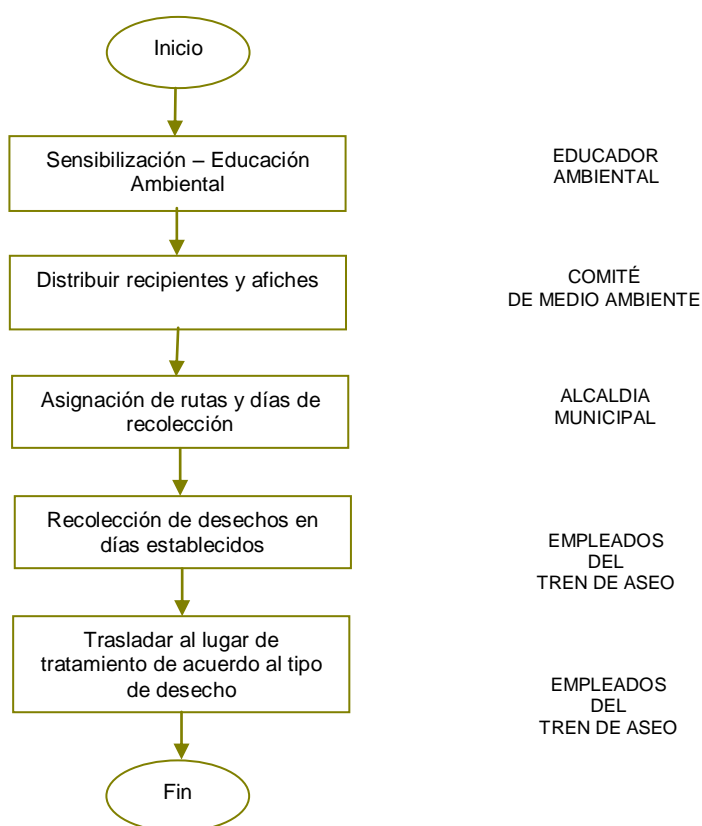 Inicio
Sensibilización – Educación
Ambiental
EDUCADOR
AMBIENTAL
Distribuir recipientes y afiches
COMITÉ
DE MEDIO AMBIENTE
Asignación de rutas y días de
recolección
ALCALDIA
MUNICIPAL
Recolección de desechos en
días establecidos
EMPLEADOS
DEL
TREN DE ASEO
Trasladar al lugar de
tratamiento de acuerdo al tipo
de desecho
EMPLEADOS
DEL
TREN DE ASEO
Fin